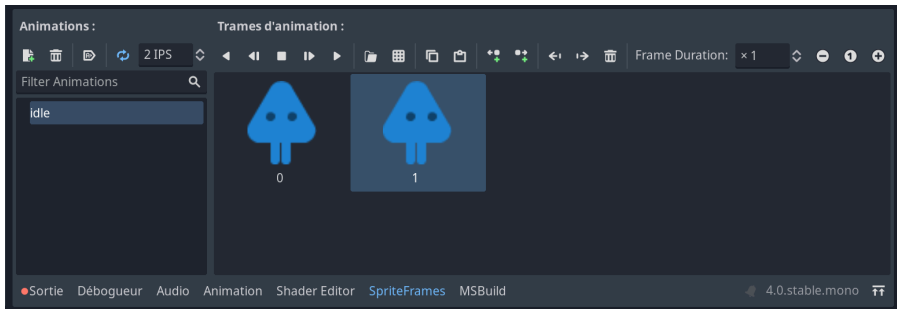 Animations :
Trames d'animation :
2 IPS
Frame Duration: × 1
Filter Animations
idle
0
1
Sortie Débogueur Audio Animation Shader Editor SpriteFrames MSBuild
4.0.stable.mono